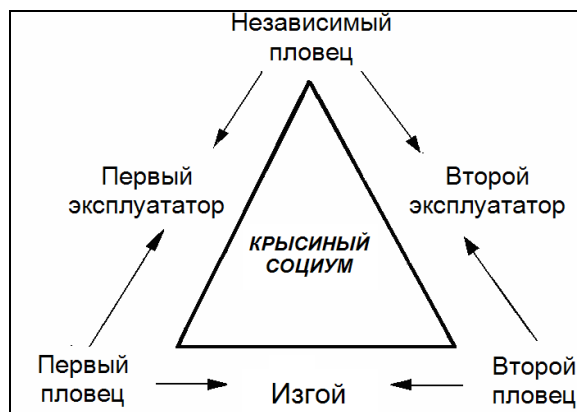 Независимый
пловец
Первый
эксплуататор
Второй
эксплуататор
КРЫСИНЫЙ
СОЦИУМ
Первый
пловец
Изгой
Второй
пловец